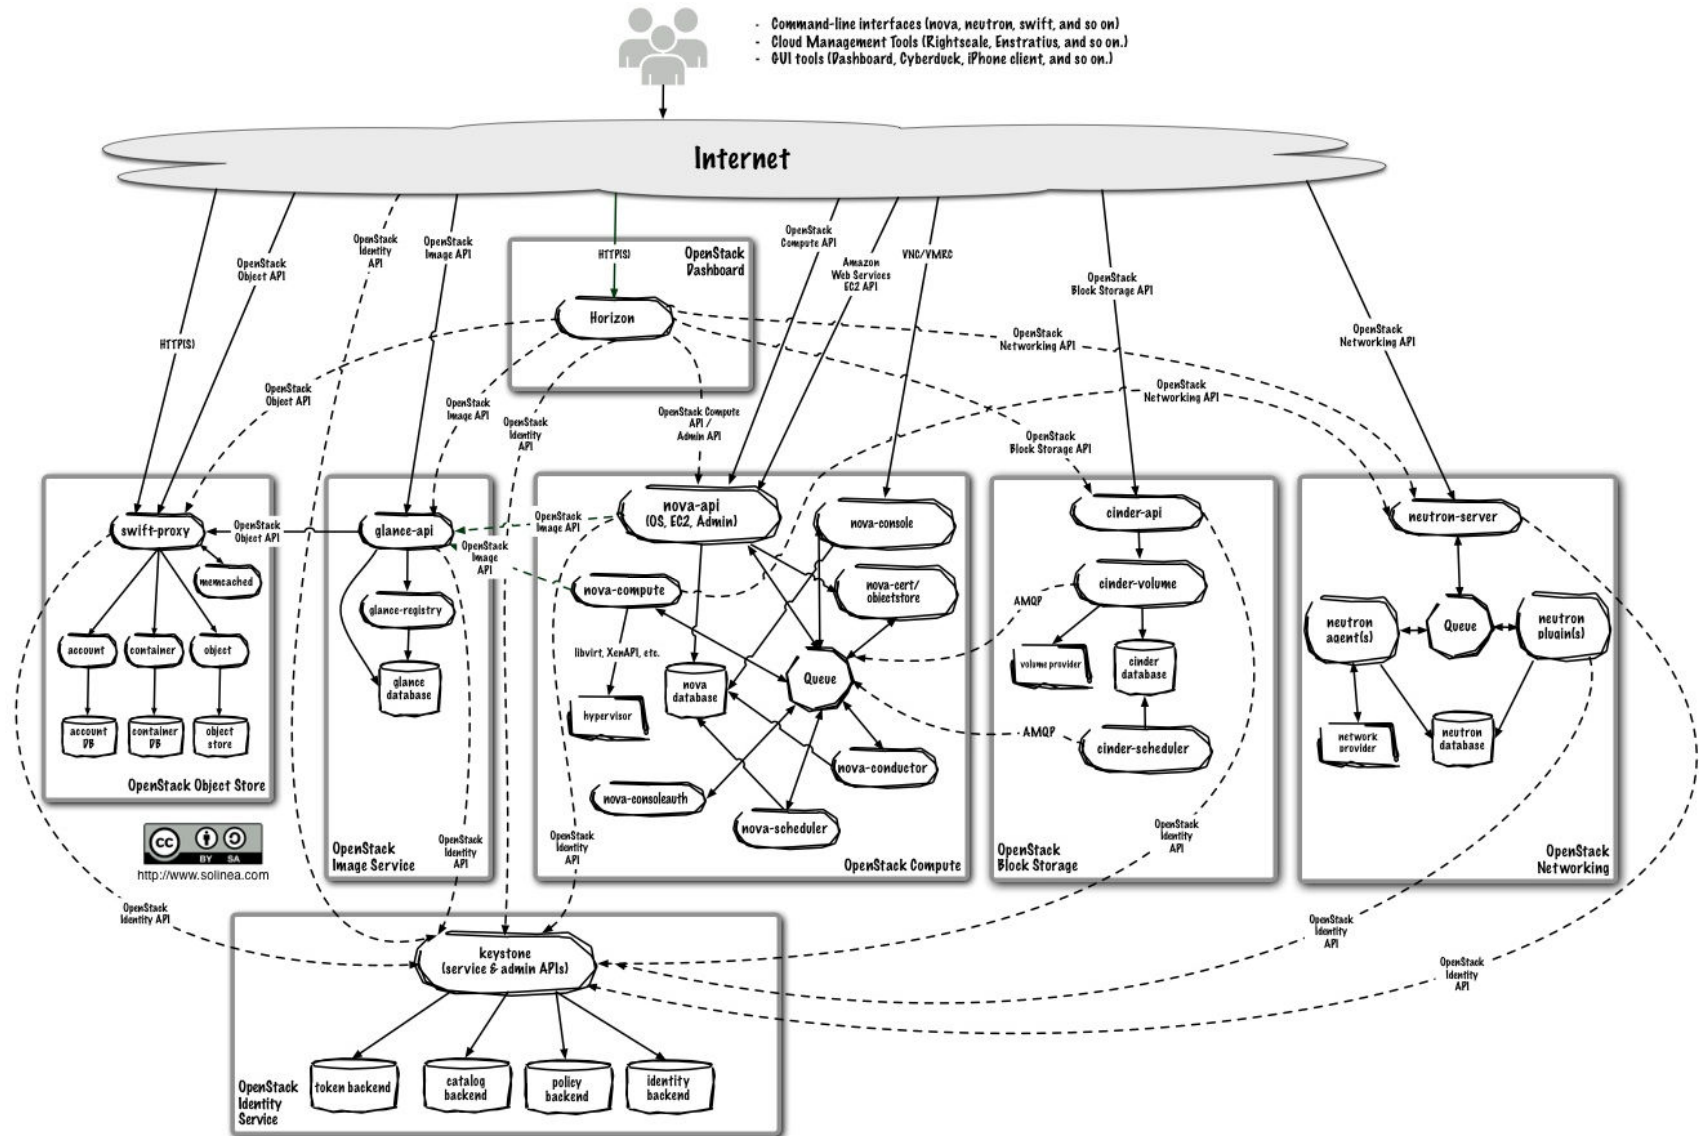 - Command-line interfaces (nova, neutron, swift, and so on)
- Cloud Management Tools (Rightscale, Enstratius, and so on.)
- GUI tools (Dashboard, Cyberduck, iPhone client, and so on.)
Internet
HTTP(S)
OpenStack
Object API
OpenStack
Identity
API
OpenStack
Image API
HTTP(S)
OpenStack
Dashboard
Horizon
OpenStack
Compute API
Amazon
Web Services
EC2 API
VNC/VMRC
OpenStack
Block Storage API
OpenStack
Networking API
OpenStack
Networking API
OpenStack
Networking API
OpenStack
Object API
OpenStack
Image API
OpenStack
Identity
API
OpenStack Compute
API /
Admin API
OpenStack
Block Storage API
swift-proxy
OpenStack
Object API
memcached
account
container
object
account
DB
container
DB
object
store
OpenStack Object Store
glance-api
glance-registry
glance
database
OpenStack
Identity
API
OpenStack
Image Service
OpenStack
Image API
OpenStack
Image
API
nova-api
(OS, EC2, Admin)
nova-console
nova-compute
nova-cert/
objectstore
libvirt, XenAPI, etc.
hypervisor
nova
database
Queue
nova-conductor
nova-consoleauth
nova-scheduler
OpenStack
Identity
API
OpenStack Compute
cinder-api
cinder-volume
AMQP
volume provider
cinder
database
AMQP
cinder-scheduler
OpenStack
Identity
API
OpenStack
Block Storage
neutron-server
neutron
agent(s)
Queue
neutron
plugin(s)
network
provider
neutron
database
OpenStack
Networking
cc
BY SA
http://www.solinea.com
OpenStack
Identity API
OpenStack
Identity
API
OpenStack
Identity
API
keystone
(service & admin APIs)
token backend
catalog
backend
policy
backend
identity
backend
OpenStack
Identity
Service